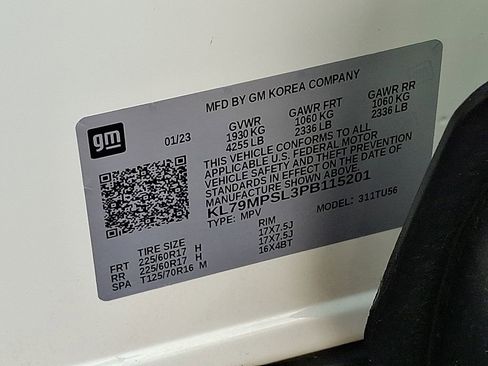 MFD BY GM KOREA COMPANY
gm
01/23
GVWR GAWR FRT GAWR RR
1930 KG 1060 KG 1060 KG
4255 LB 2336 LB 2336 LB
THIS VEHICLE CONFORMS TO ALL
APPLICABLE U.S. FEDERAL MOTOR
VEHICLE SAFETY AND THEFT PREVENTION
STANDARDS IN EFFECT ON THE DATE OF
MANUFACTURE SHOWN ABOVE.
KL79MPSL3PB115201
TYPE: MPV MODEL: 311TU56
TIRE SIZE RIM
FRT 225/60R17 H 17X7.5J
RR 225/60R17 H 17X7.5J
SPA T125/70R16 M 16X4BT